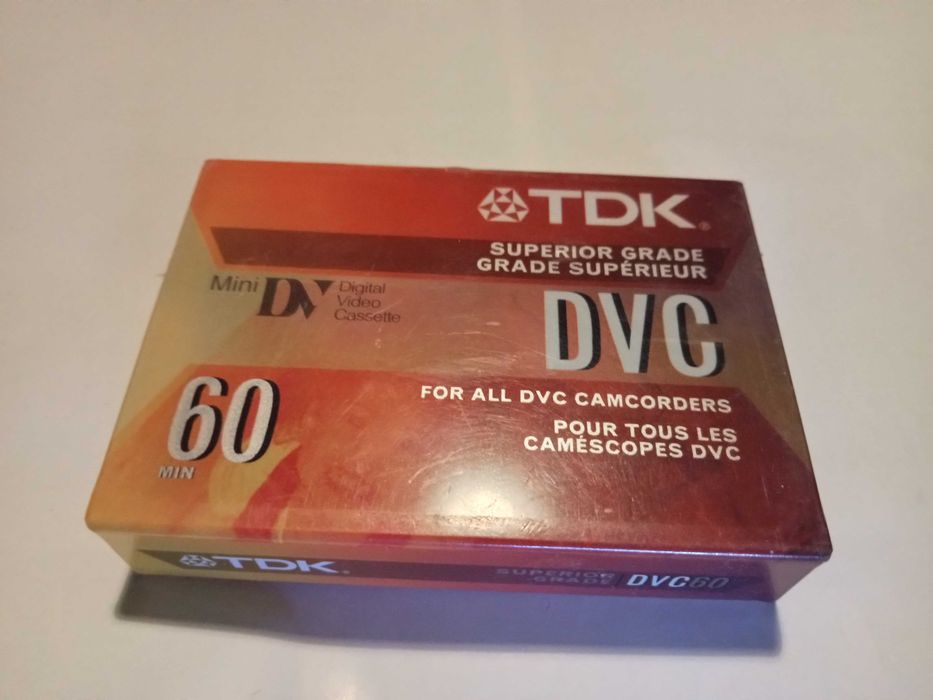 TDK®
SUPERIOR GRADE
GRADE SUPÉRIEUR
Mini DV Digital
Video
Cassette
DVC
60
MIN
FOR ALL DVC CAMCORDERS
POUR TOUS LES
CAMÉSCOPES DVC
TDK®
SUPERIOR
GRADE
DVC60